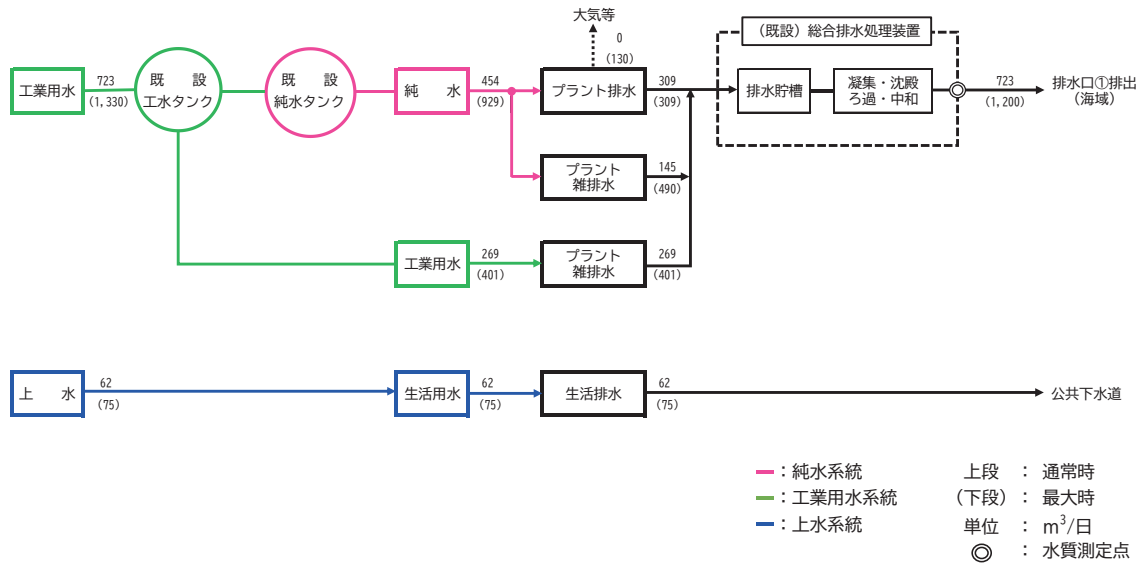 大気等
0
(130)
(既設) 総合排水処理装置
工業用水
723
(1,330)
既 設
工水タンク
既 設
純水タンク
純 水
454
(929)
プラント排水
309
(309)
排水貯槽
凝集・沈殿
ろ過・中和
723
(1,200)
排水口①排出
(海域)
プラント
雑排水
145
(490)
工業用水
269
(401)
プラント
雑排水
269
(401)
上 水
62
(75)
生活用水
62
(75)
生活排水
62
(75)
公共下水道
：純水系統
：工業用水系統
：上水系統
上段 ： 通常時
(下段) ： 最大時
単位 ： m³/日
◎ ： 水質測定点